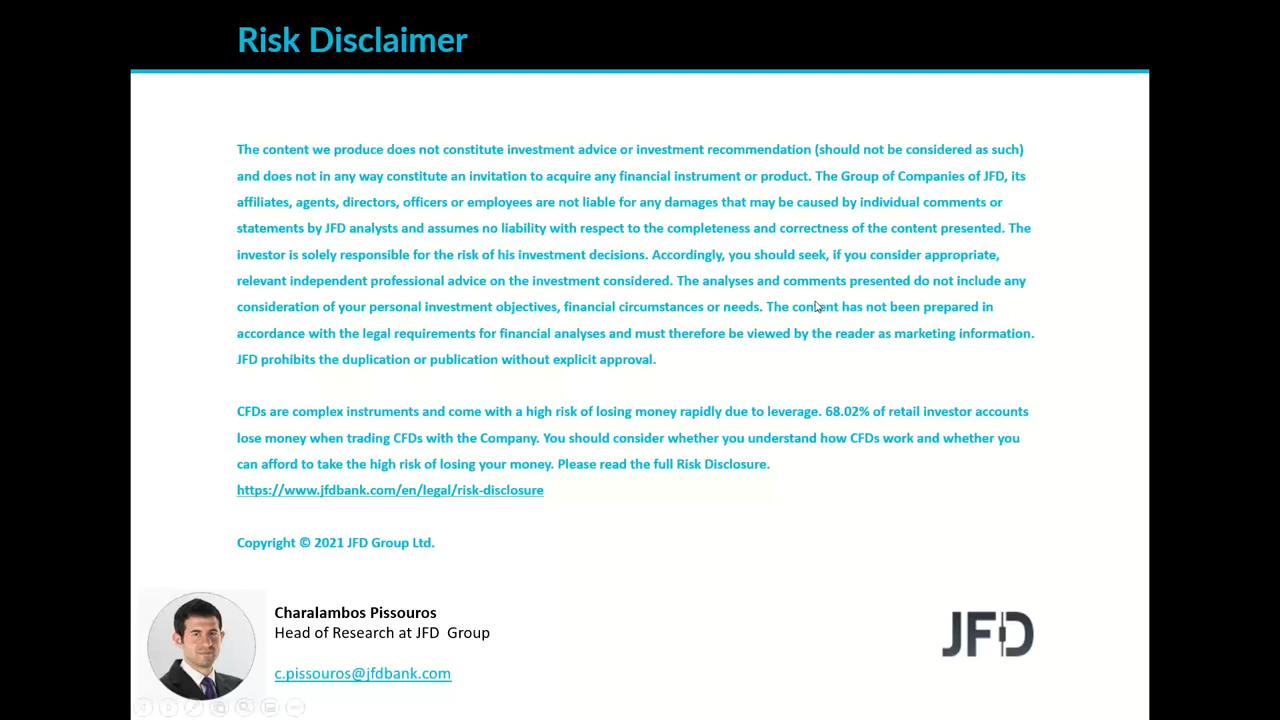 Risk Disclaimer
The content we produce does not constitute investment advice or investment recommendation (should not be considered as such)
and does not in any way constitute an invitation to acquire any financial instrument or product. The Group of Companies of JFD, its
affiliates, agents, directors, officers or employees are not liable for any damages that may be caused by individual comments or
statements by JFD analysts and assumes no liability with respect to the completeness and correctness of the content presented. The
investor is solely responsible for the risk of his investment decisions. Accordingly, you should seek, if you consider appropriate,
relevant independent professional advice on the investment considered. The analyses and comments presented do not include any
consideration of your personal investment objectives, financial circumstances or needs. The content has not been prepared in
accordance with the legal requirements for financial analyses and must therefore be viewed by the reader as marketing information.
JFD prohibits the duplication or publication without explicit approval.
CFDs are complex instruments and come with a high risk of losing money rapidly due to leverage. 68.02% of retail investor accounts
lose money when trading CFDs with the Company. You should consider whether you understand how CFDs work and whether you
can afford to take the high risk of losing your money. Please read the full Risk Disclosure.
https://www.jfdbank.com/en/legal/risk-disclosure
Copyright © 2021 JFD Group Ltd.
Charalambos Pissouros
Head of Research at JFD  Group
c.pissouros@jfdbank.com
JFD